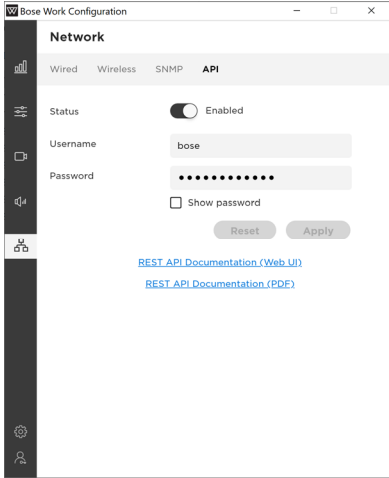 Bose Work Configuration
Network
Wired Wireless SNMP API
Status Enabled
Username bose
Password ••••••••••••
Show password
Reset Apply
REST API Documentation (Web UI)
REST API Documentation (PDF)